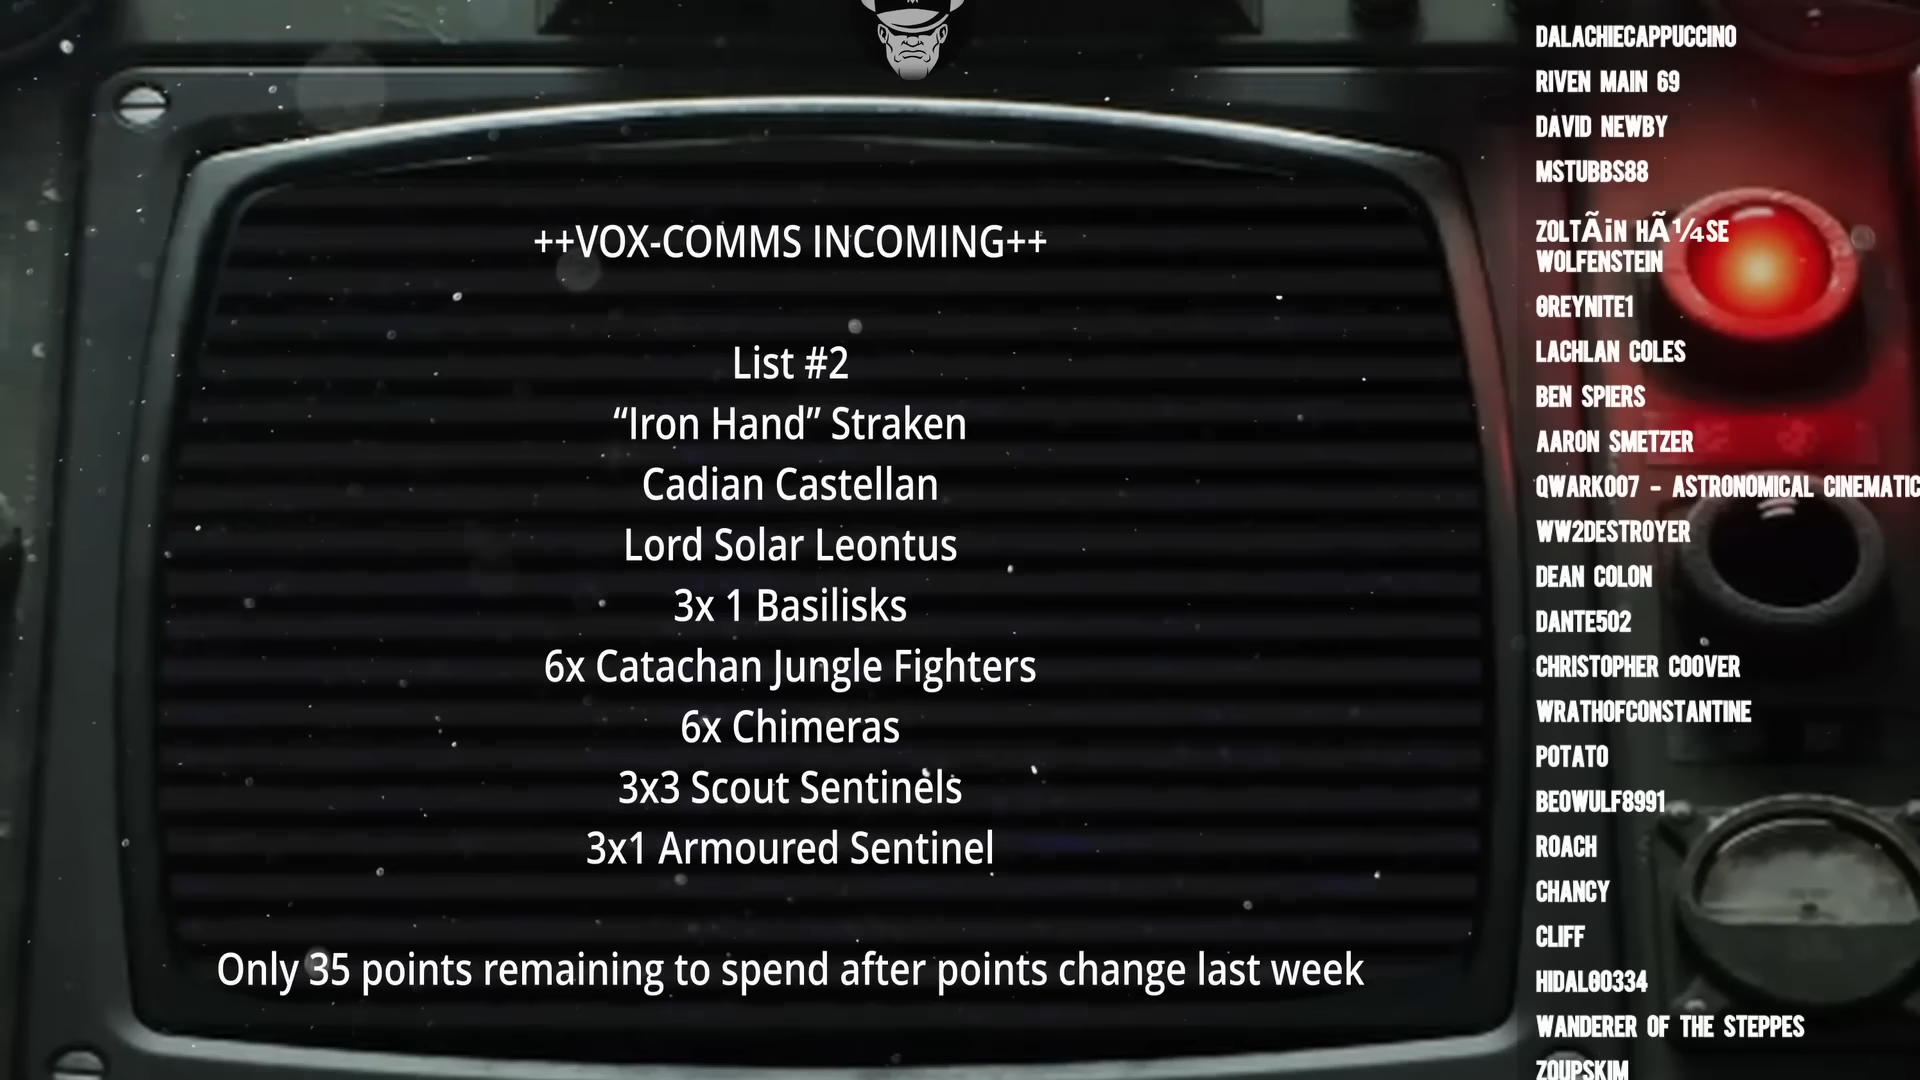 ++VOX-COMMS INCOMING++
List #2
“Iron Hand” Straken
Cadian Castellan
Lord Solar Leontus
3x 1 Basilisks
6x Catachan Jungle Fighters
6x Chimeras
3x3 Scout Sentinels
3x1 Armoured Sentinel
Only 35 points remaining to spend after points change last week
DALACHIECAPPUCCINO
RIVEN MAIN 69
DAVID NEWBY
MSTUBBS88
ZOLTÃ¡N HÃ¼SE
WOLFENSTEIN
GREYNITE1
LACHLAN COLES
BEN SPIERS
AARON SMETZER
QWARK007 - ASTRONOMICAL CINEMATIC
WW2DESTROYER
DEAN COLON
DANTE502
CHRISTOPHER COOVER
WRATHOFCONSTANTINE
POTATO
BEOWULF8991
ROACH
CHANCY
CLIFF
HIDALGO334
WANDERER OF THE STEPPES
ZOUPSKIM